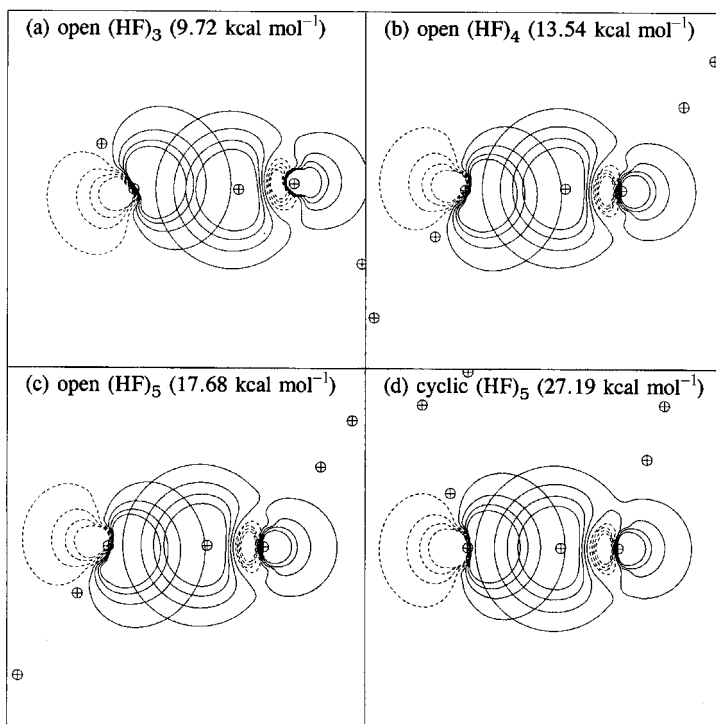 (a) open (HF)₃ (9.72 kcal mol⁻¹)
(b) open (HF)₄ (13.54 kcal mol⁻¹)
(c) open (HF)₅ (17.68 kcal mol⁻¹)
(d) cyclic (HF)₅ (27.19 kcal mol⁻¹)